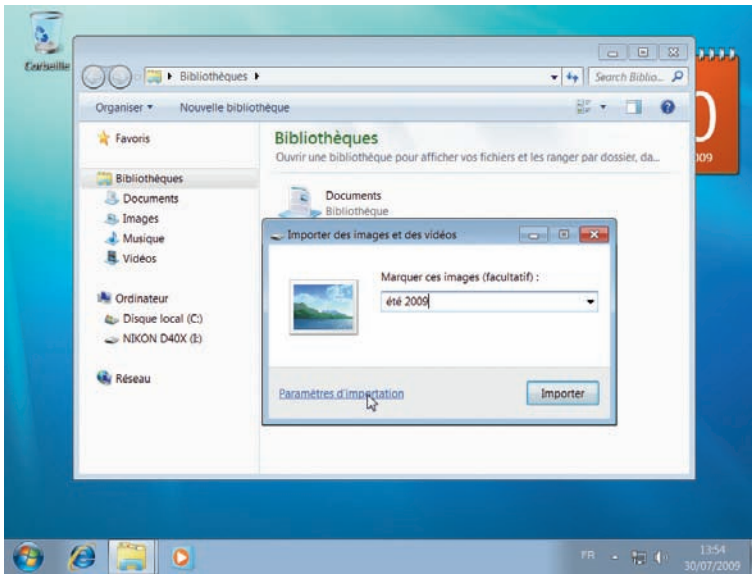 Corbeille
Bibliothèques
Search Biblio...
Organiser
Nouvelle bibliothèque
Favoris
Bibliothèques
Documents
Images
Musique
Vidéos
Ordinateur
Disque local (C:)
NIKON D40X (E:)
Réseau
Bibliothèques
Ouvrir une bibliothèque pour afficher vos fichiers et les ranger par dossier, da...
Documents
Bibliothèque
Importer des images et des vidéos
Marquer ces images (facultatif) :
été 2009
Paramètres d'importation
Importer
0
009
FR
13:54
30/07/2009